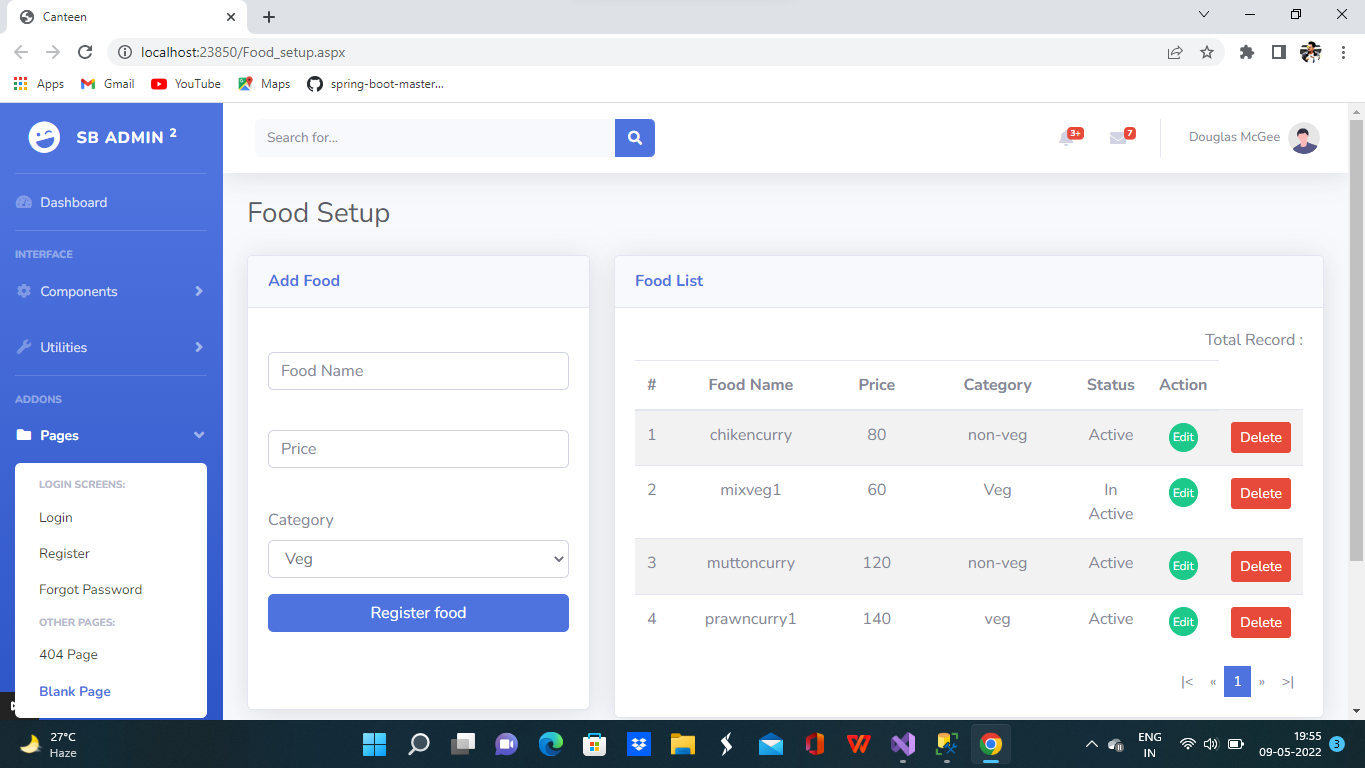 Canteen
localhost:23850/Food_setup.aspx
Apps Gmail YouTube Maps spring-boot-master...
SB ADMIN 2
Search for...
3+
7
Douglas McGee
Dashboard
INTERFACE
Components
Utilities
ADDONS
Pages
LOGIN SCREENS:
Login
Register
Forgot Password
OTHER PAGES:
404 Page
Blank Page
Food Setup
Add Food
Food Name
Price
Category
Veg
Register food
Food List
Total Record :
# Food Name Price Category Status Action
1 chikencurry 80 non-veg Active Edit Delete
2 mixveg1 60 Veg In Active Edit Delete
3 muttoncurry 120 non-veg Active Edit Delete
4 prawncurry1 140 veg Active Edit Delete
|< « 1 » >|
27°C
Haze
ENG
IN
19:55
09-05-2022
3